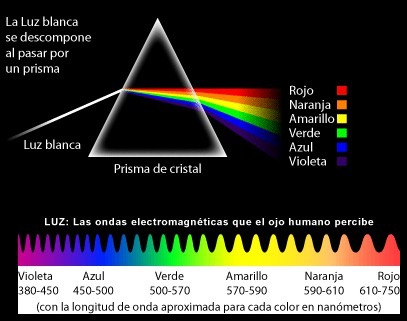 La Luz blanca
se descompone
al pasar por
un prisma
Luz blanca
Prisma de cristal
Rojo
Naranja
Amarillo
Verde
Azul
Violeta
LUZ: Las ondas electromagnéticas que el ojo humano percibe
Violeta Azul Verde Amarillo Naranja Rojo
380-450 450-500 500-570 570-590 590-610 610-750
(con la longitud de onda aproximada para cada color en nanómetros)